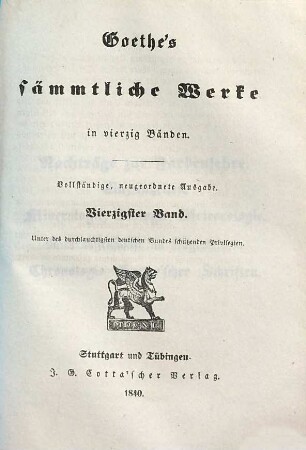 Goethe's
sämmtliche Werke
in vierzig Bänden.
Vollständige, neugeordnete Ausgabe.
Vierzigster Band.
Unter des durchlauchtigsten deutschen Bundes schützenden Privilegien.
Stuttgart und Tübingen.
J. G. Cotta'scher Verlag.
1840.